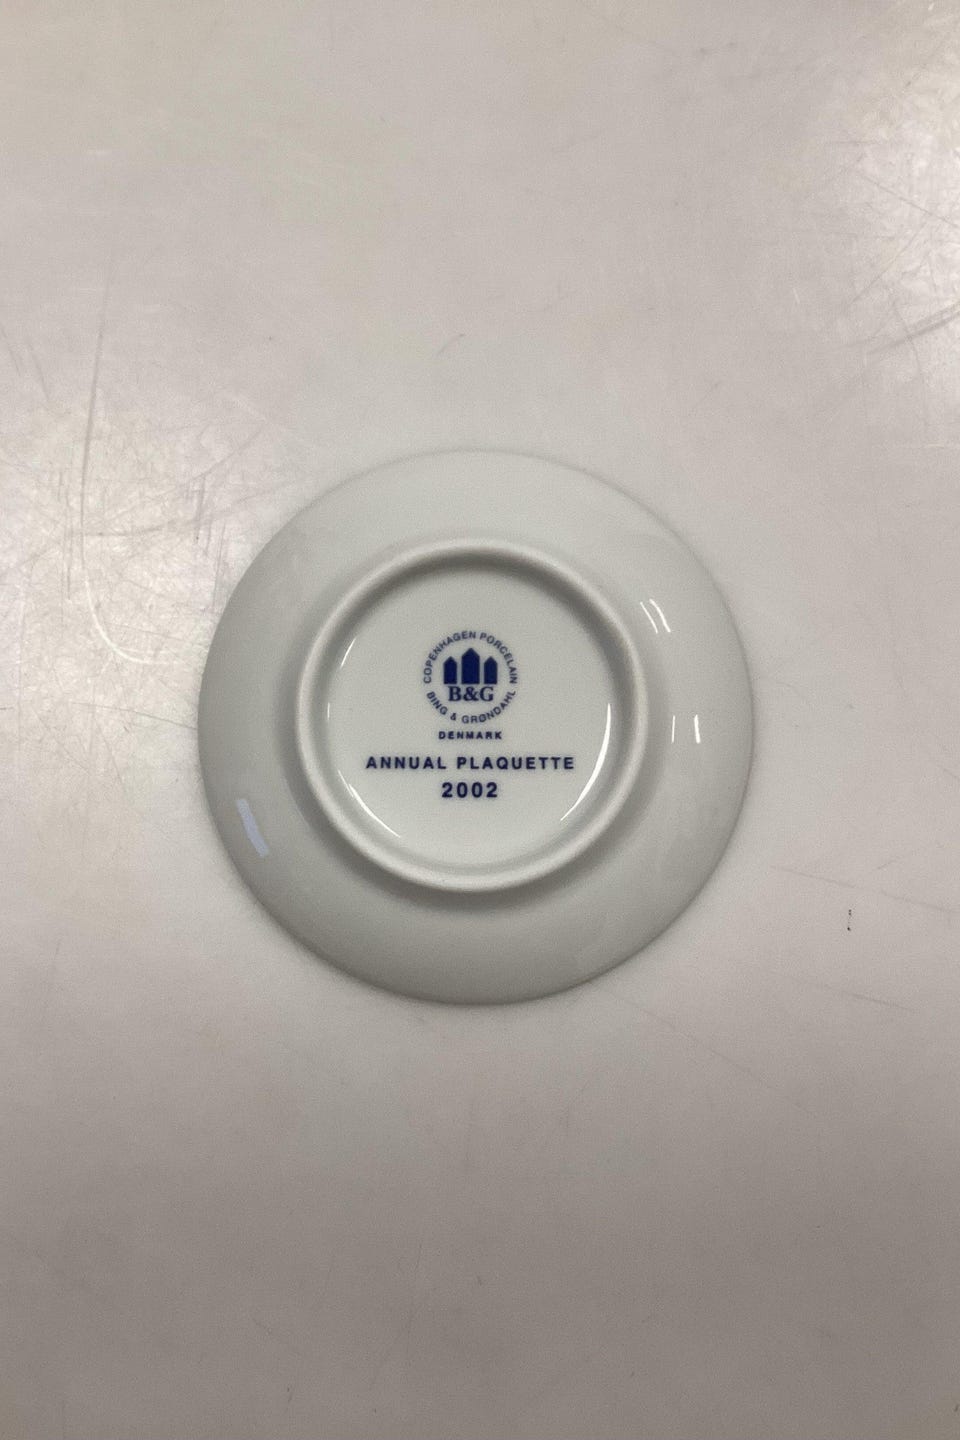 COPENHAGEN PORCELAIN
B&G
BING & GRØNDAHL
DENMARK
ANNUAL PLAQUETTE
2002